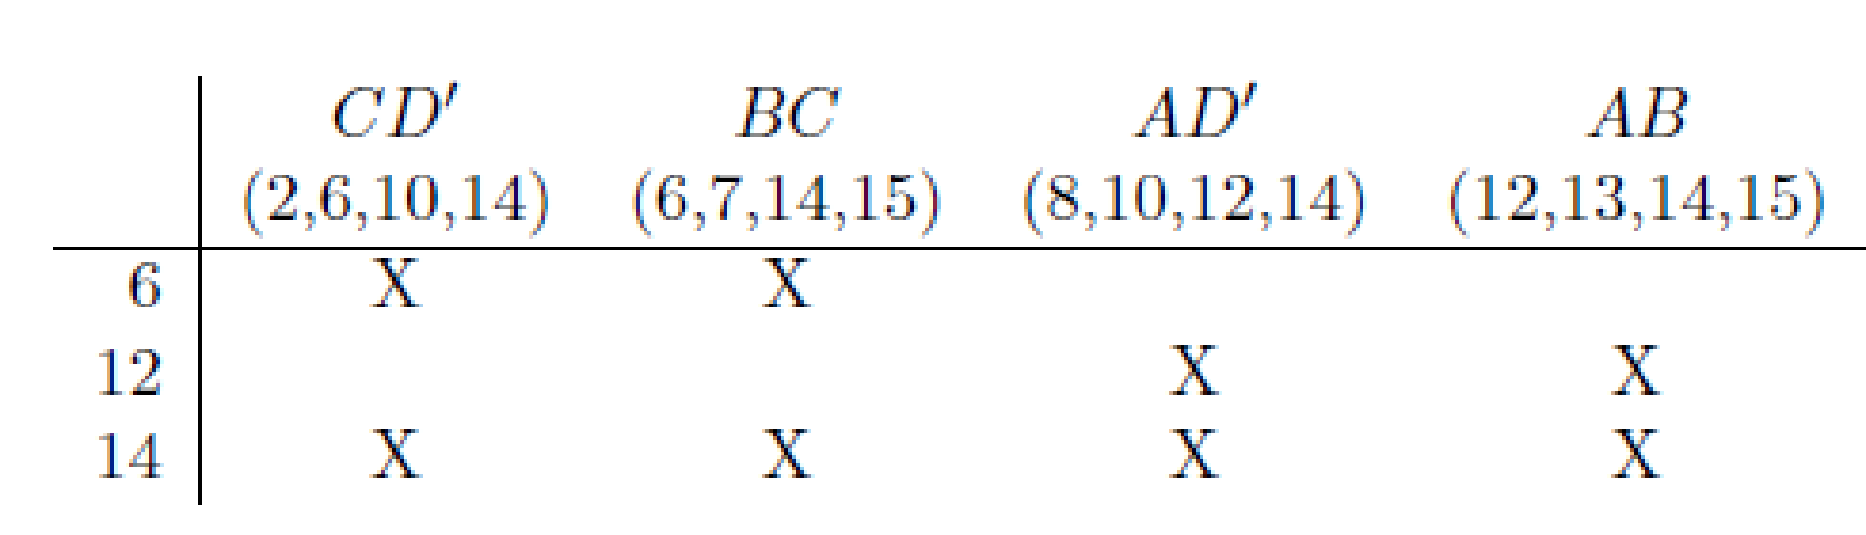 CD′ BC AD′ AB
(2,6,10,14) (6,7,14,15) (8,10,12,14) (12,13,14,15)
6 X X
12 X X
14 X X X X